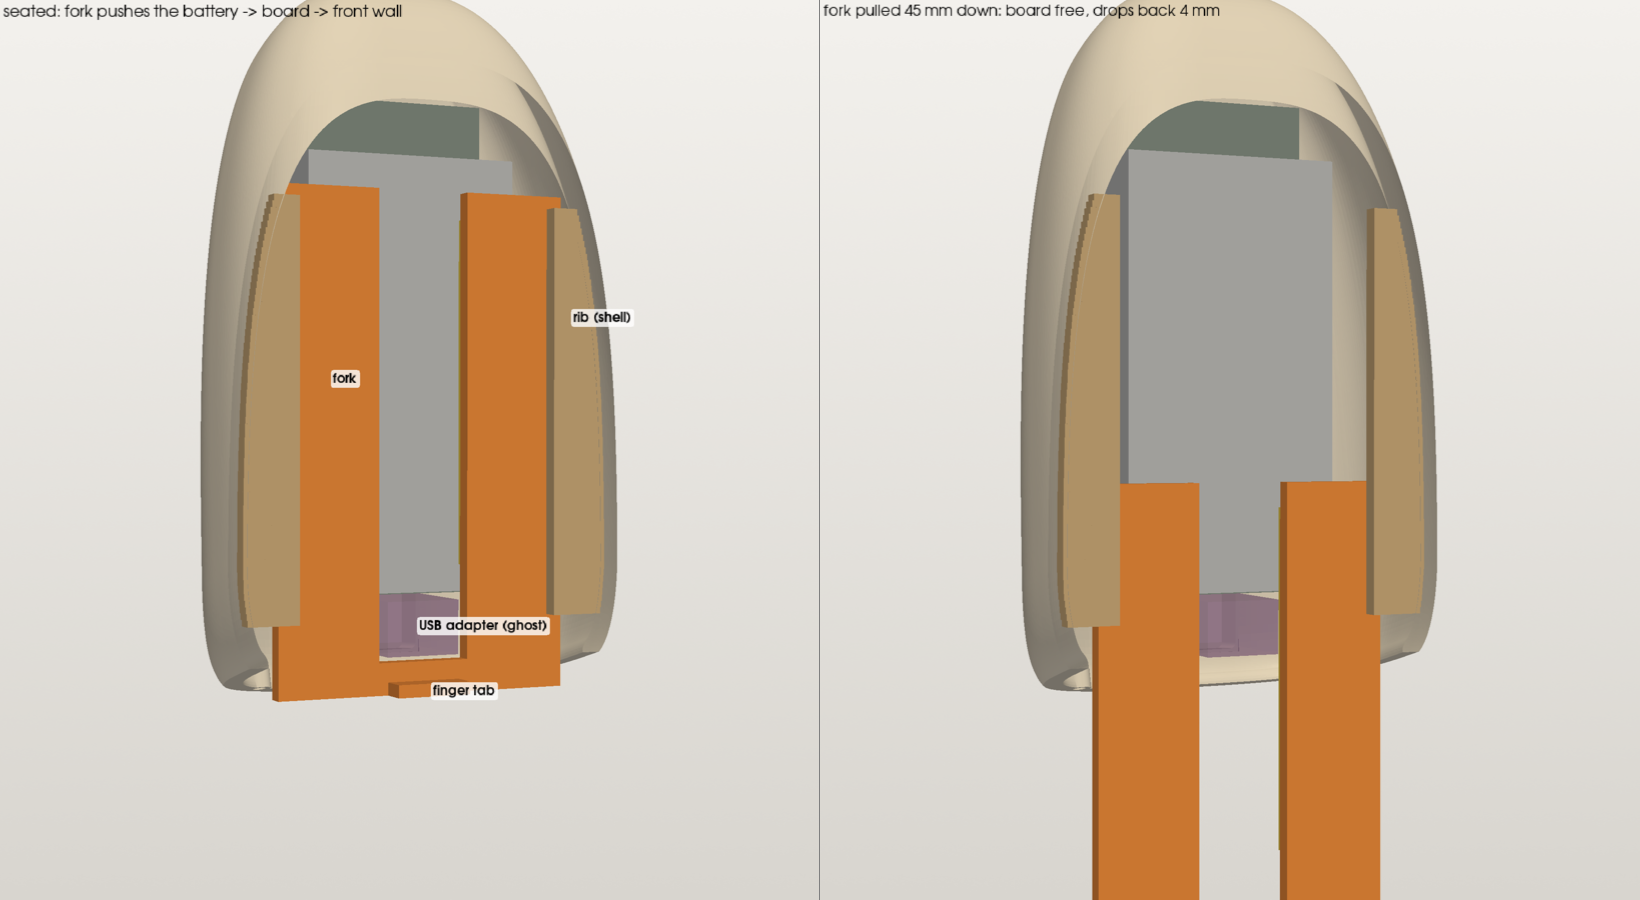 seated: fork pushes the battery -> board -> front wall
fork pulled 45 mm down: board free, drops back 4 mm
rib (shell)
fork
USB adapter (ghost)
finger tab